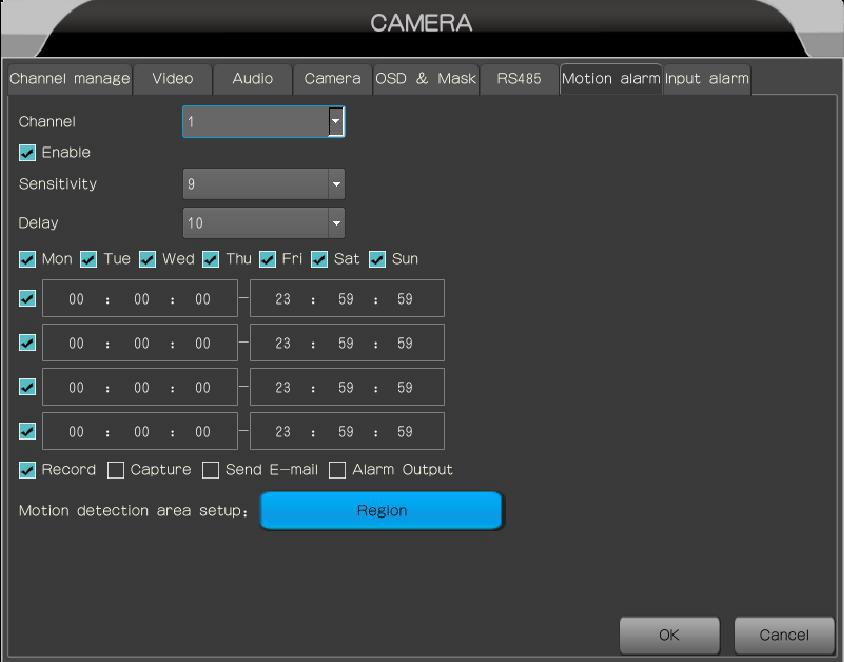 CAMERA
Channel manage Video Audio Camera OSD & Mask RS485 Motion alarm Input alarm
Channel 1
Enable
Sensitivity 9
Delay 10
Mon Tue Wed Thu Fri Sat Sun
00 : 00 : 00 — 23 : 59 : 59
00 : 00 : 00 — 23 : 59 : 59
00 : 00 : 00 — 23 : 59 : 59
00 : 00 : 00 — 23 : 59 : 59
Record Capture Send E-mail Alarm Output
Motion detection area setup: Region
OK Cancel